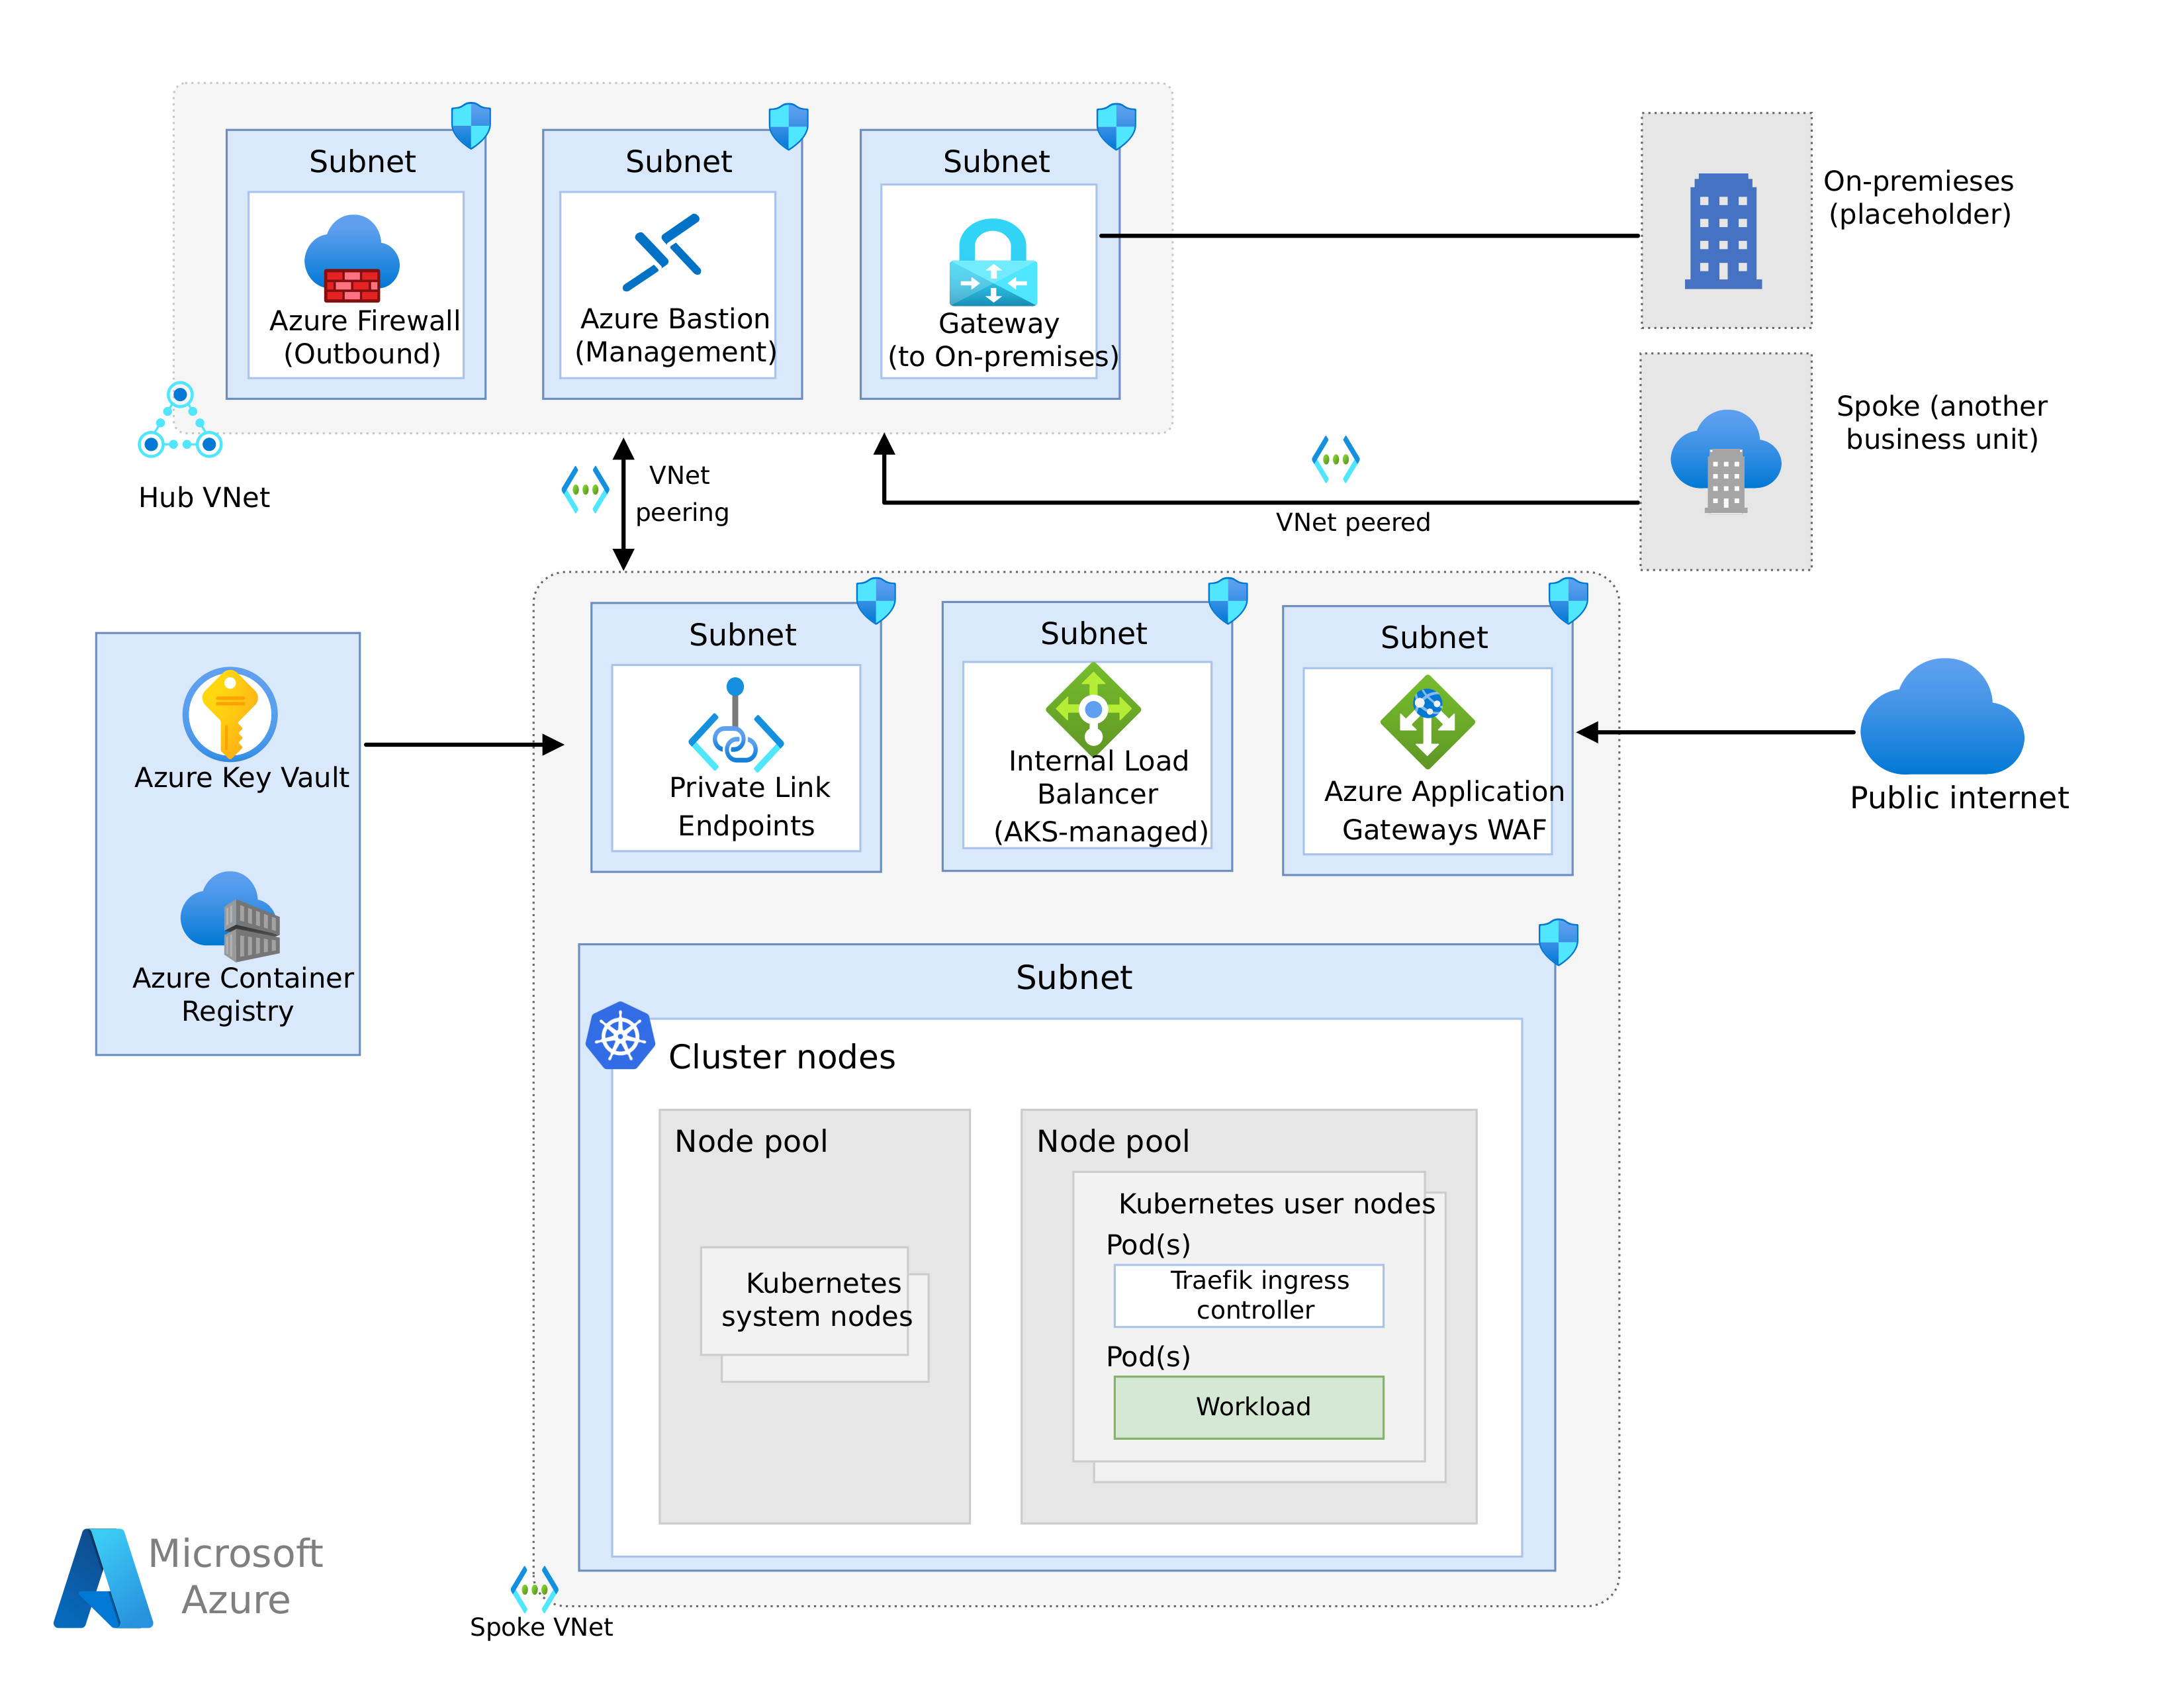 Subnet
Azure Firewall
(Outbound)
Subnet
Azure Bastion
(Management)
Subnet
Gateway
(to On-premises)
On-premieses
(placeholder)
Spoke (another
business unit)
Hub VNet
VNet
peering
VNet peered
Azure Key Vault
Azure Container
Registry
Subnet
Private Link
Endpoints
Subnet
Internal Load
Balancer
(AKS-managed)
Subnet
Azure Application
Gateways WAF
Public internet
Subnet
Cluster nodes
Node pool
Kubernetes
system nodes
Node pool
Kubernetes user nodes
Pod(s)
Traefik ingress
controller
Pod(s)
Workload
Spoke VNet
Microsoft
Azure